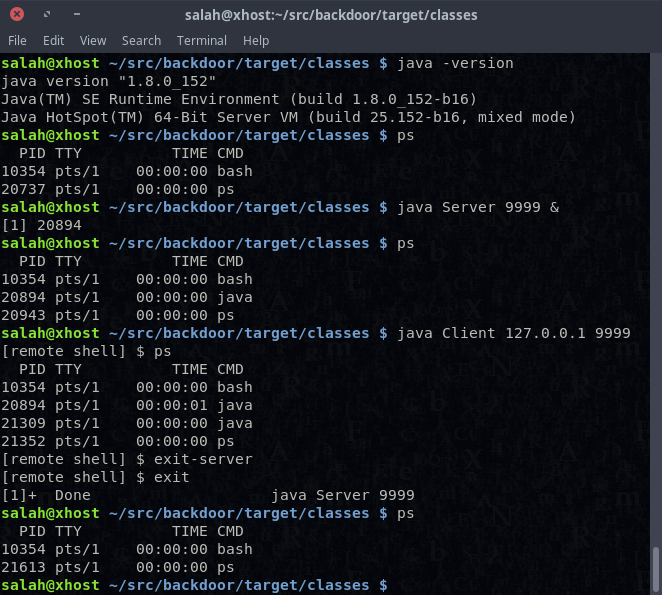 salah@xhost:~/src/backdoor/target/classes
File Edit View Search Terminal Help
salah@xhost ~/src/backdoor/target/classes $ java -version
java version "1.8.0_152"
Java(TM) SE Runtime Environment (build 1.8.0_152-b16)
Java HotSpot(TM) 64-Bit Server VM (build 25.152-b16, mixed mode)
salah@xhost ~/src/backdoor/target/classes $ ps
  PID TTY          TIME CMD
10354 pts/1    00:00:00 bash
20737 pts/1    00:00:00 ps
salah@xhost ~/src/backdoor/target/classes $ java Server 9999 &
[1] 20894
salah@xhost ~/src/backdoor/target/classes $ ps
  PID TTY          TIME CMD
10354 pts/1    00:00:00 bash
20894 pts/1    00:00:00 java
20943 pts/1    00:00:00 ps
salah@xhost ~/src/backdoor/target/classes $ java Client 127.0.0.1 9999
[remote shell] $ ps
  PID TTY          TIME CMD
10354 pts/1    00:00:00 bash
20894 pts/1    00:00:01 java
21309 pts/1    00:00:00 java
21352 pts/1    00:00:00 ps
[remote shell] $ exit-server
[remote shell] $ exit
[1]+  Done                    java Server 9999
salah@xhost ~/src/backdoor/target/classes $ ps
  PID TTY          TIME CMD
10354 pts/1    00:00:00 bash
21613 pts/1    00:00:00 ps
salah@xhost ~/src/backdoor/target/classes $